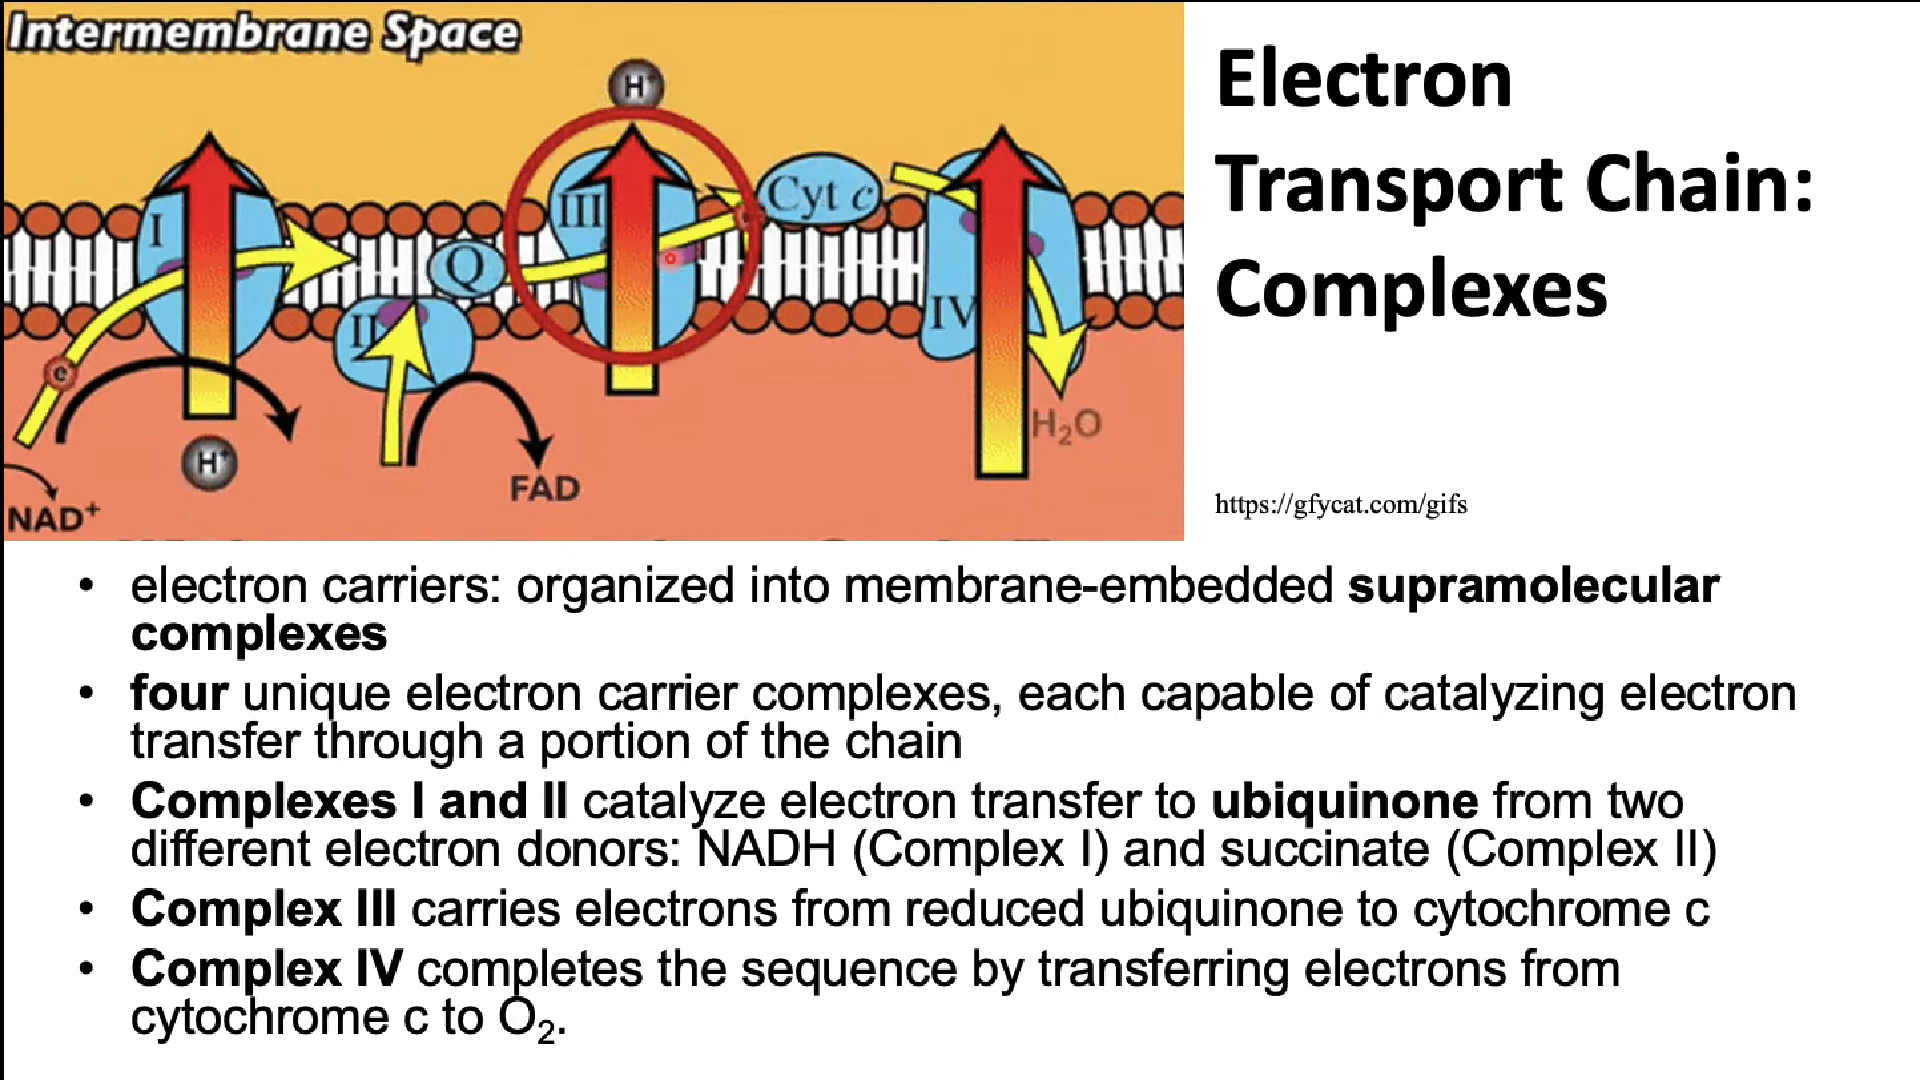 Intermembrane Space
H⁺
I
III
Cyt c
Q
II
IV
H⁺
H₂O
FAD
NAD⁺
Electron
Transport Chain:
Complexes
https://gfycat.com/gifs
• electron carriers: organized into membrane-embedded supramolecular
complexes
• four unique electron carrier complexes, each capable of catalyzing electron
transfer through a portion of the chain
• Complexes I and II catalyze electron transfer to ubiquinone from two
different electron donors: NADH (Complex I) and succinate (Complex II)
• Complex III carries electrons from reduced ubiquinone to cytochrome c
• Complex IV completes the sequence by transferring electrons from
cytochrome c to O₂.